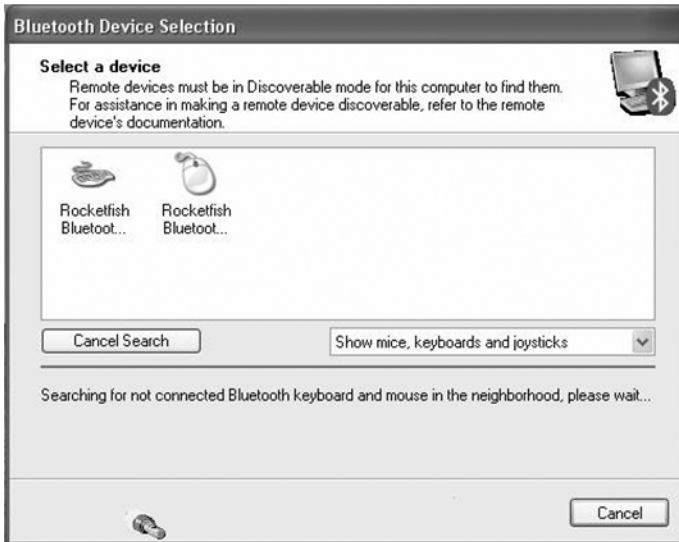 Bluetooth Device Selection
Select a device
Remote devices must be in Discoverable mode for this computer to find them.
For assistance in making a remote device discoverable, refer to the remote
device's documentation.
Rocketfish
Bluetoot...
Rocketfish
Bluetoot...
Cancel Search
Show mice, keyboards and joysticks
Searching for not connected Bluetooth keyboard and mouse in the neighborhood, please wait...
Cancel